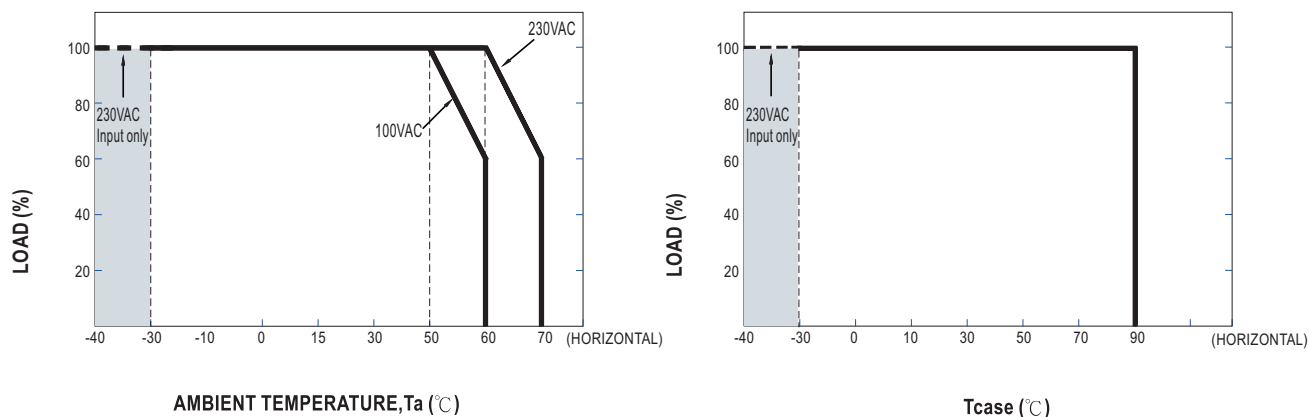 230VAC
100
230VAC
Input only
80
100VAC
60
40
20
LOAD (%)
-40 -30 -10 0 15 30 50 60 70 (HORIZONTAL)
AMBIENT TEMPERATURE,Ta (℃)
100
230VAC
Input only
80
60
40
20
LOAD (%)
-40 -30 0 10 50 70 90 (HORIZONTAL)
Tcase (℃)